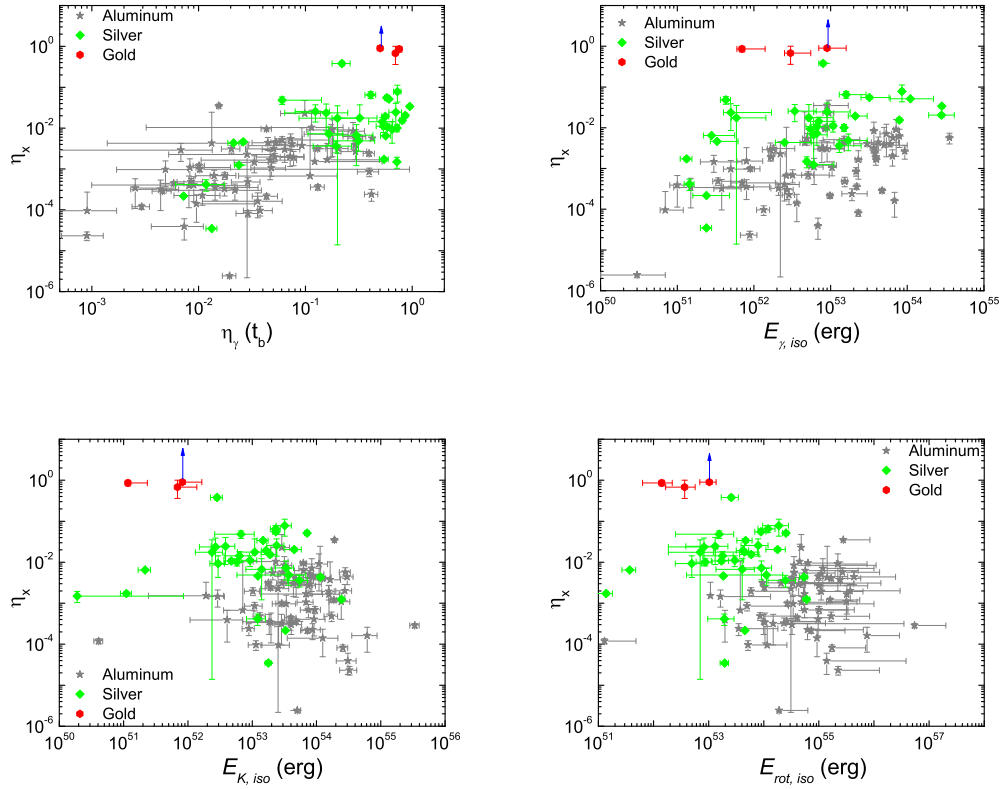 Aluminum
Silver
Gold
10^0
10^-2
10^-4
10^-6
η_x
10^-3 10^-2 10^-1 10^0
η_γ (t_b)
Aluminum
Silver
Gold
10^0
10^-2
10^-4
10^-6
η_x
10^50 10^51 10^52 10^53 10^54 10^55
E_γ, iso (erg)
10^0
10^-2
10^-4
10^-6
η_x
Aluminum
Silver
Gold
10^50 10^51 10^52 10^53 10^54 10^55 10^56
E_K, iso (erg)
Aluminum
Silver
Gold
10^0
10^-2
10^-4
10^-6
η_x
10^51 10^53 10^55 10^57
E_rot, iso (erg)